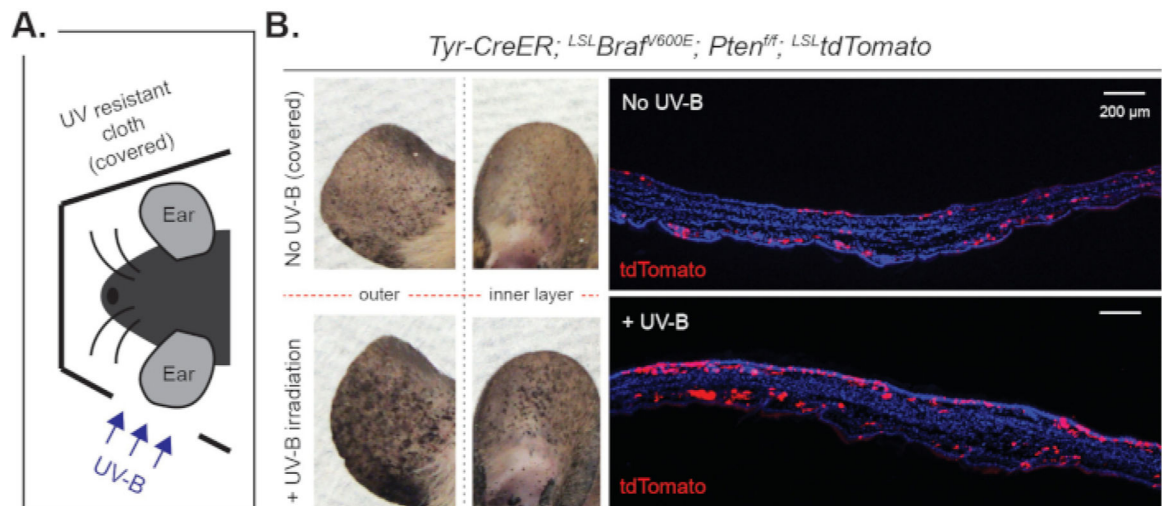 A.
UV resistant
cloth
(covered)
Ear
Ear
UV-B
B.
Tyr-CreER; LSLBrafV600E; Ptenf/f; LSLtdTomato
No UV-B (covered)
outer
inner layer
+ UV-B irradiation
No UV-B
200 µm
tdTomato
+ UV-B
tdTomato